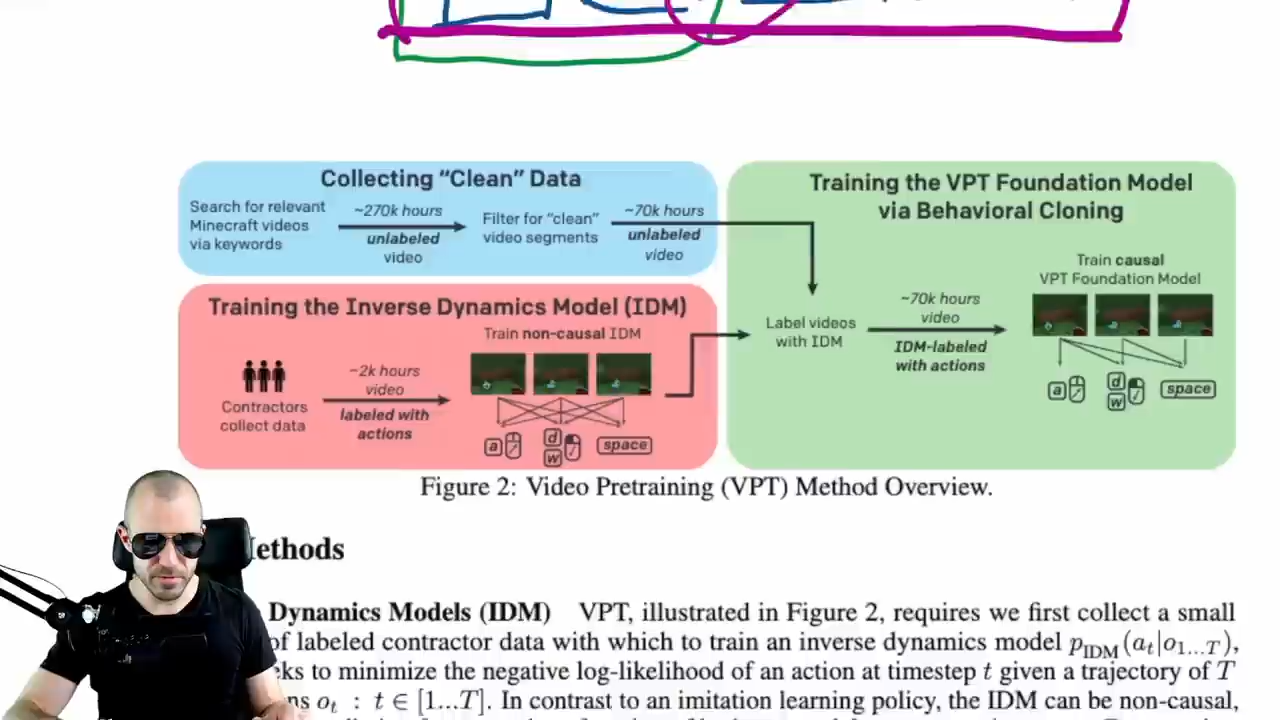 Collecting “Clean” Data
Search for relevant
Minecraft videos
via keywords
~270k hours
unlabeled
video
Filter for “clean”
video segments
~70k hours
unlabeled
video
Training the Inverse Dynamics Model (IDM)
Contractors
collect data
~2k hours
video
labeled with
actions
Train non-causal IDM
a
d
w
space
Training the VPT Foundation Model
via Behavioral Cloning
Label videos
with IDM
~70k hours
video
IDM-labeled
with actions
Train causal
VPT Foundation Model
a
d
w
space
Figure 2: Video Pretraining (VPT) Method Overview.
ethods
Dynamics Models (IDM) VPT, illustrated in Figure 2, requires we first collect a small
of labeled contractor data with which to train an inverse dynamics model pIDM(at|o1...T),
ks to minimize the negative log-likelihood of an action at timestep t given a trajectory of T
ns ot : t ∈ [1...T]. In contrast to an imitation learning policy, the IDM can be non-causal,